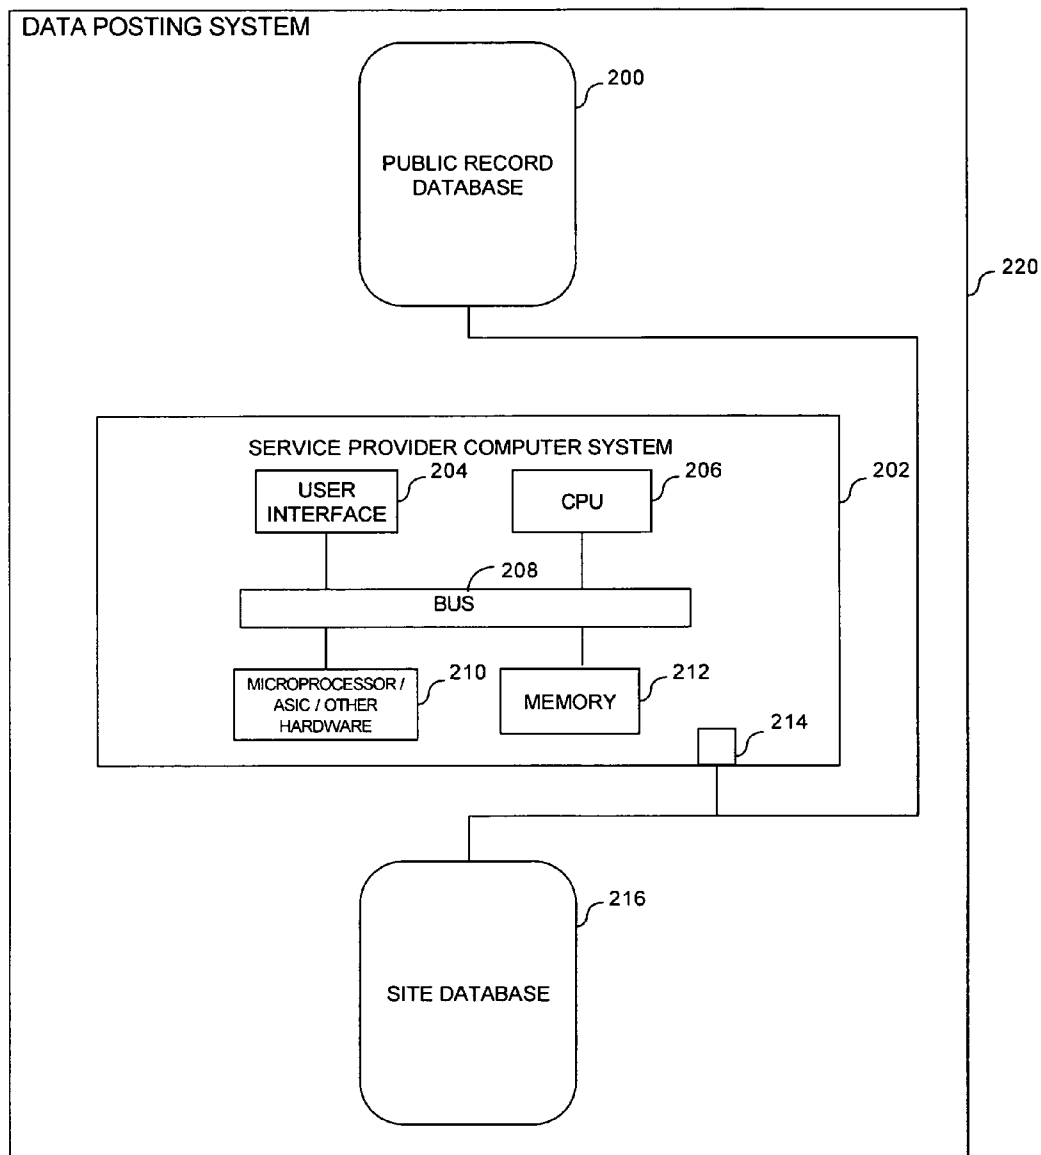 DATA POSTING SYSTEM
200
PUBLIC RECORD
DATABASE
220
SERVICE PROVIDER COMPUTER SYSTEM
202
204
USER
INTERFACE
206
CPU
208
BUS
210
MICROPROCESSOR /
ASIC / OTHER
HARDWARE
212
MEMORY
214
216
SITE DATABASE